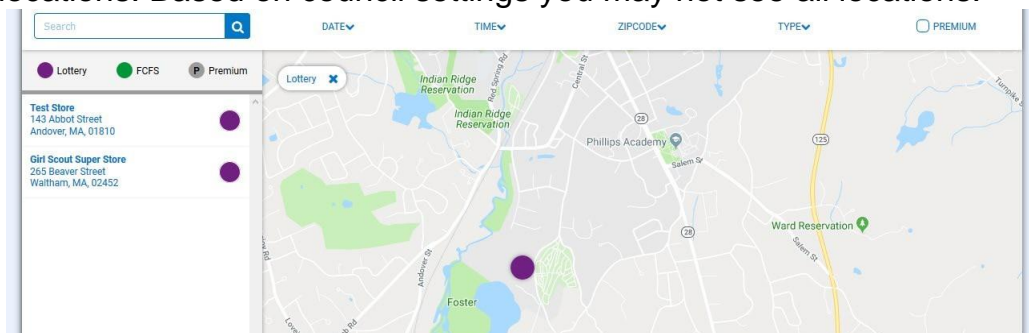 locations. Based on council settings you may not see all locations.
Search
DATE
TIME
ZIPCODE
TYPE
PREMIUM
Lottery
FCFS
P Premium
Lottery ✖
Test Store
143 Abbot Street
Andover, MA, 01810
Girl Scout Super Store
265 Beaver Street
Waltham, MA, 02452
Indian Ridge
Reservation
Red Spring Rd
Central St
Indian Ridge
Reservation
28
Phillips Academy
Salem St
125
Turnpike
28
Ward Reservation
Salem St
Andover St
Foster